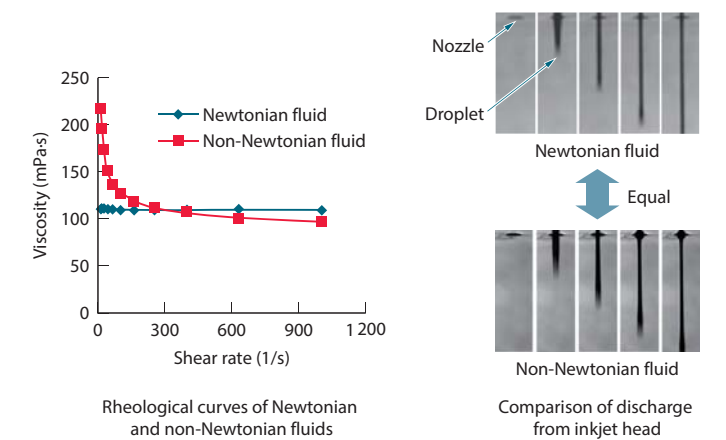 250
200
150
100
50
0
Viscosity (mPa·s)
0
300
600
900
1 200
Shear rate (1/s)
Newtonian fluid
Non-Newtonian fluid
Rheological curves of Newtonian
and non-Newtonian fluids
Nozzle
Droplet
Newtonian fluid
Equal
Non-Newtonian fluid
Comparison of discharge
from inkjet head